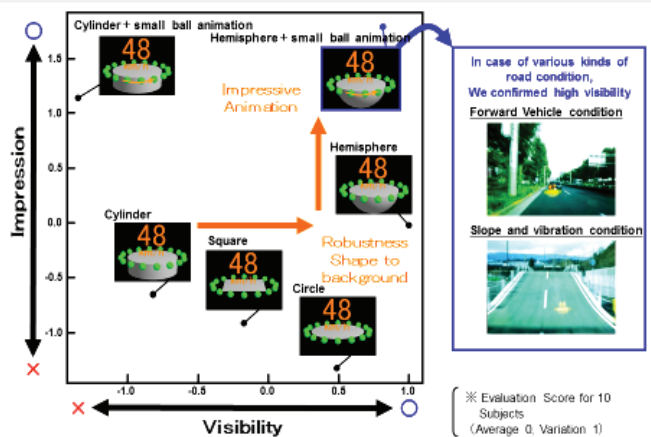 Cylinder + small ball animation
Hemisphere + small ball animation
48
48
Impressive
Animation
Hemisphere
48
Cylinder
48
Square
48
Circle
48
Robustness
Shape to
background
Impression
1.5
1.0
0.5
0.0
-0.5
-1.0
-1.0
-0.5
0.0
0.5
1.0
×
×
Visibility
In case of various kinds of
road condition,
We confirmed high visibility
Forward Vehicle condition
Slope and vibration condition
※ Evaluation Score for 10
Subjects
(Average 0, Variation 1)